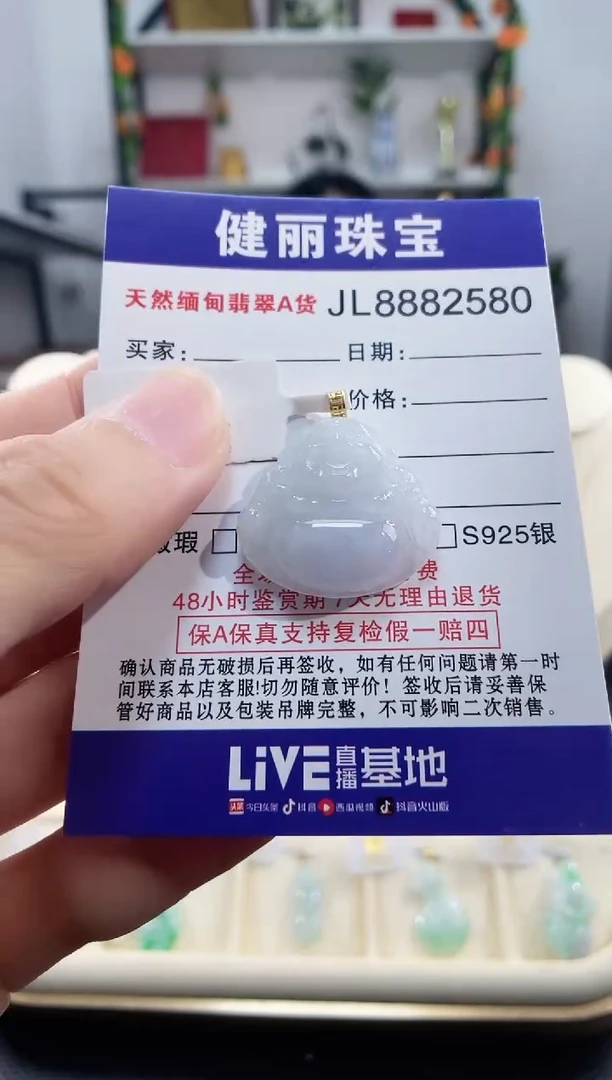 健丽珠宝
天然缅甸翡翠A货 JL8882580
买家: 日期:
价格:
瑕 □ □S925银
全 费
48小时鉴赏期 7天无理由退货
保A保真支持复检假一赔四
确认商品无破损后再签收，如有任何问题请第一时
间联系本店客服!切勿随意评价！签收后请妥善保
管好商品以及包装吊牌完整，不可影响二次销售。
LiVE直播基地
头条 今日头条 抖音 西瓜视频 抖音火山版